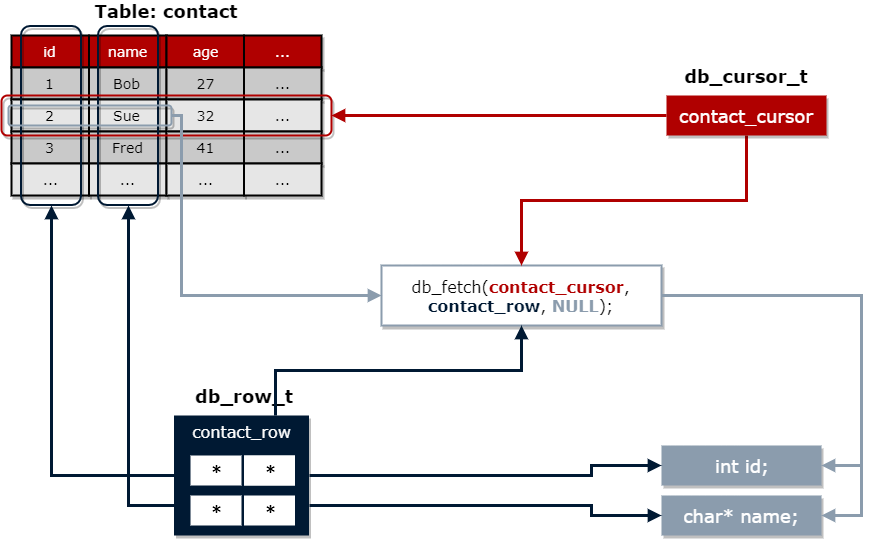 Table: contact
id name age ...
1 Bob 27 ...
2 Sue 32 ...
3 Fred 41 ...
... ... ... ...
db_cursor_t
contact_cursor
db_fetch(contact_cursor,
contact_row, NULL);
db_row_t
contact_row
* *
* *
int id;
char* name;